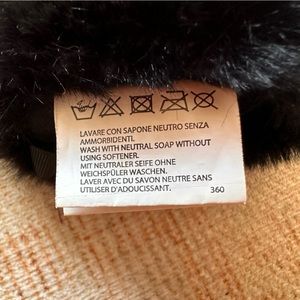 LAVARE CON SAPONE NEUTRO SENZA
AMMORBIDENTI.
WASH WITH NEUTRAL SOAP WITHOUT
USING SOFTENER.
MIT NEUTRALER SEIFE OHNE
WEICHSPÜLER WASCHEN.
LAVER AVEC DU SAVON NEUTRE SANS
UTILISER D'ADOUCISSANT. 360